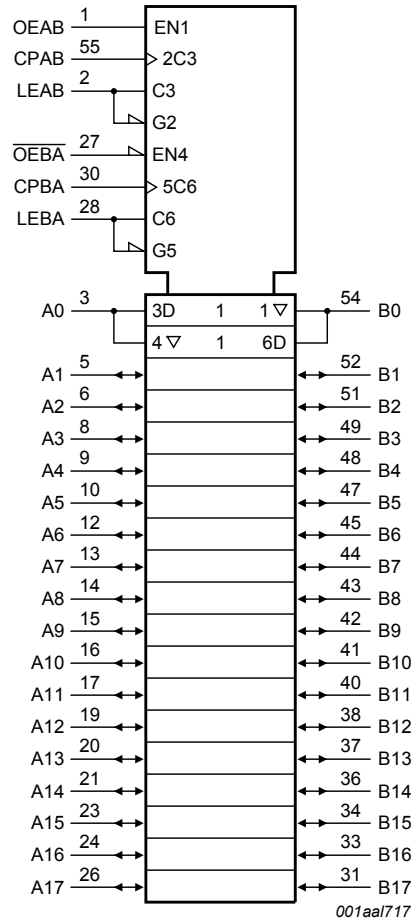 OEAB 1 EN1
CPAB 55 2C3
LEAB 2 C3
G2
OEBA 27 EN4
CPBA 30 5C6
LEBA 28 C6
G5
A0 3 3D 1 1 ▽ 54 B0
4 ▽ 1 6D
A1 5 52 B1
A2 6 51 B2
A3 8 49 B3
A4 9 48 B4
A5 10 47 B5
A6 12 45 B6
A7 13 44 B7
A8 14 43 B8
A9 15 42 B9
A10 16 41 B10
A11 17 40 B11
A12 19 38 B12
A13 20 37 B13
A14 21 36 B14
A15 23 34 B15
A16 24 33 B16
A17 26 31 B17
001aal717